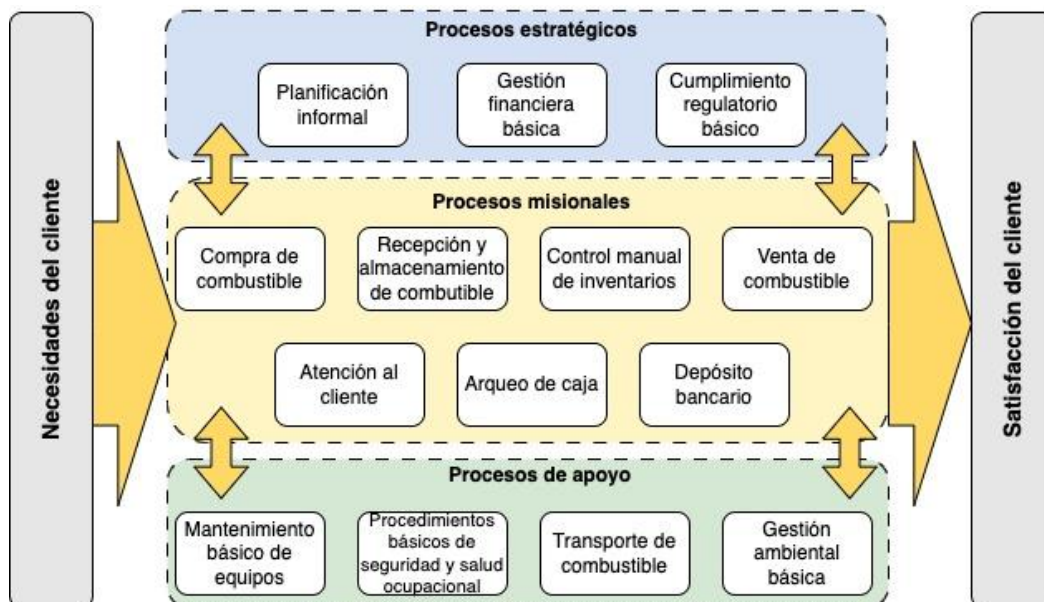 Necesidades del cliente
Procesos estratégicos
Planificación
informal
Gestión
financiera
básica
Cumplimiento
regulatorio
básico
Procesos misionales
Compra de
combustible
Recepción y
almacenamiento
de combutible
Control manual
de inventarios
Venta de
combustible
Atención al
cliente
Arqueo de caja
Depósito
bancario
Procesos de apoyo
Mantenimiento
básico de
equipos
Procedimientos
básicos de
seguridad y salud
ocupacional
Transporte de
combustible
Gestión
ambiental
básica
Satisfacción del cliente